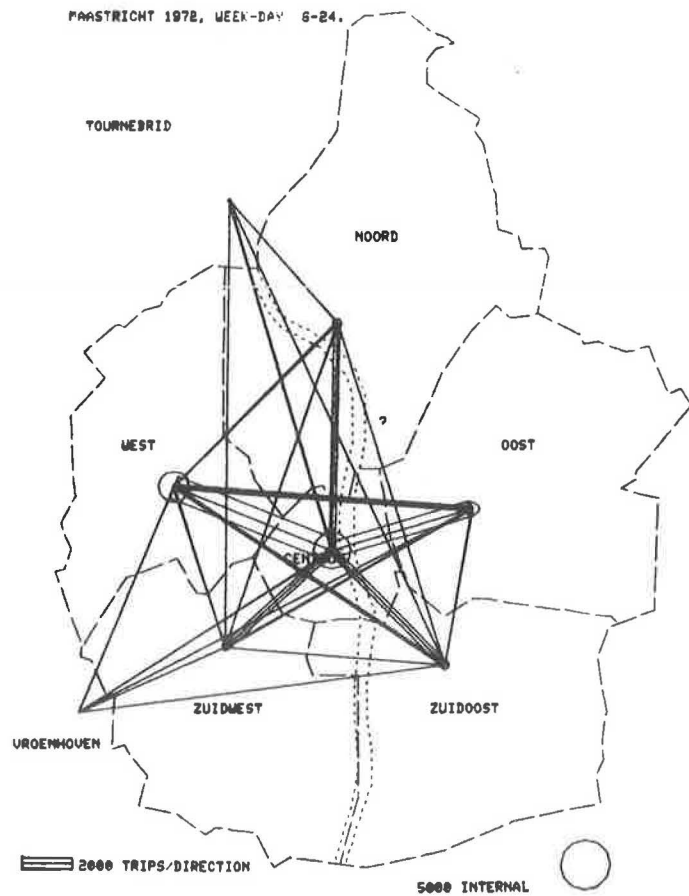 MAASTRICHT 1972, WEEK-DAY 6-24.
TOURNEBRID
NOORD
?
WEST
OOST
ZUIDWEST
ZUIDOOST
VROENHOVEN
2000 TRIPS/DIRECTION
5000 INTERNAL